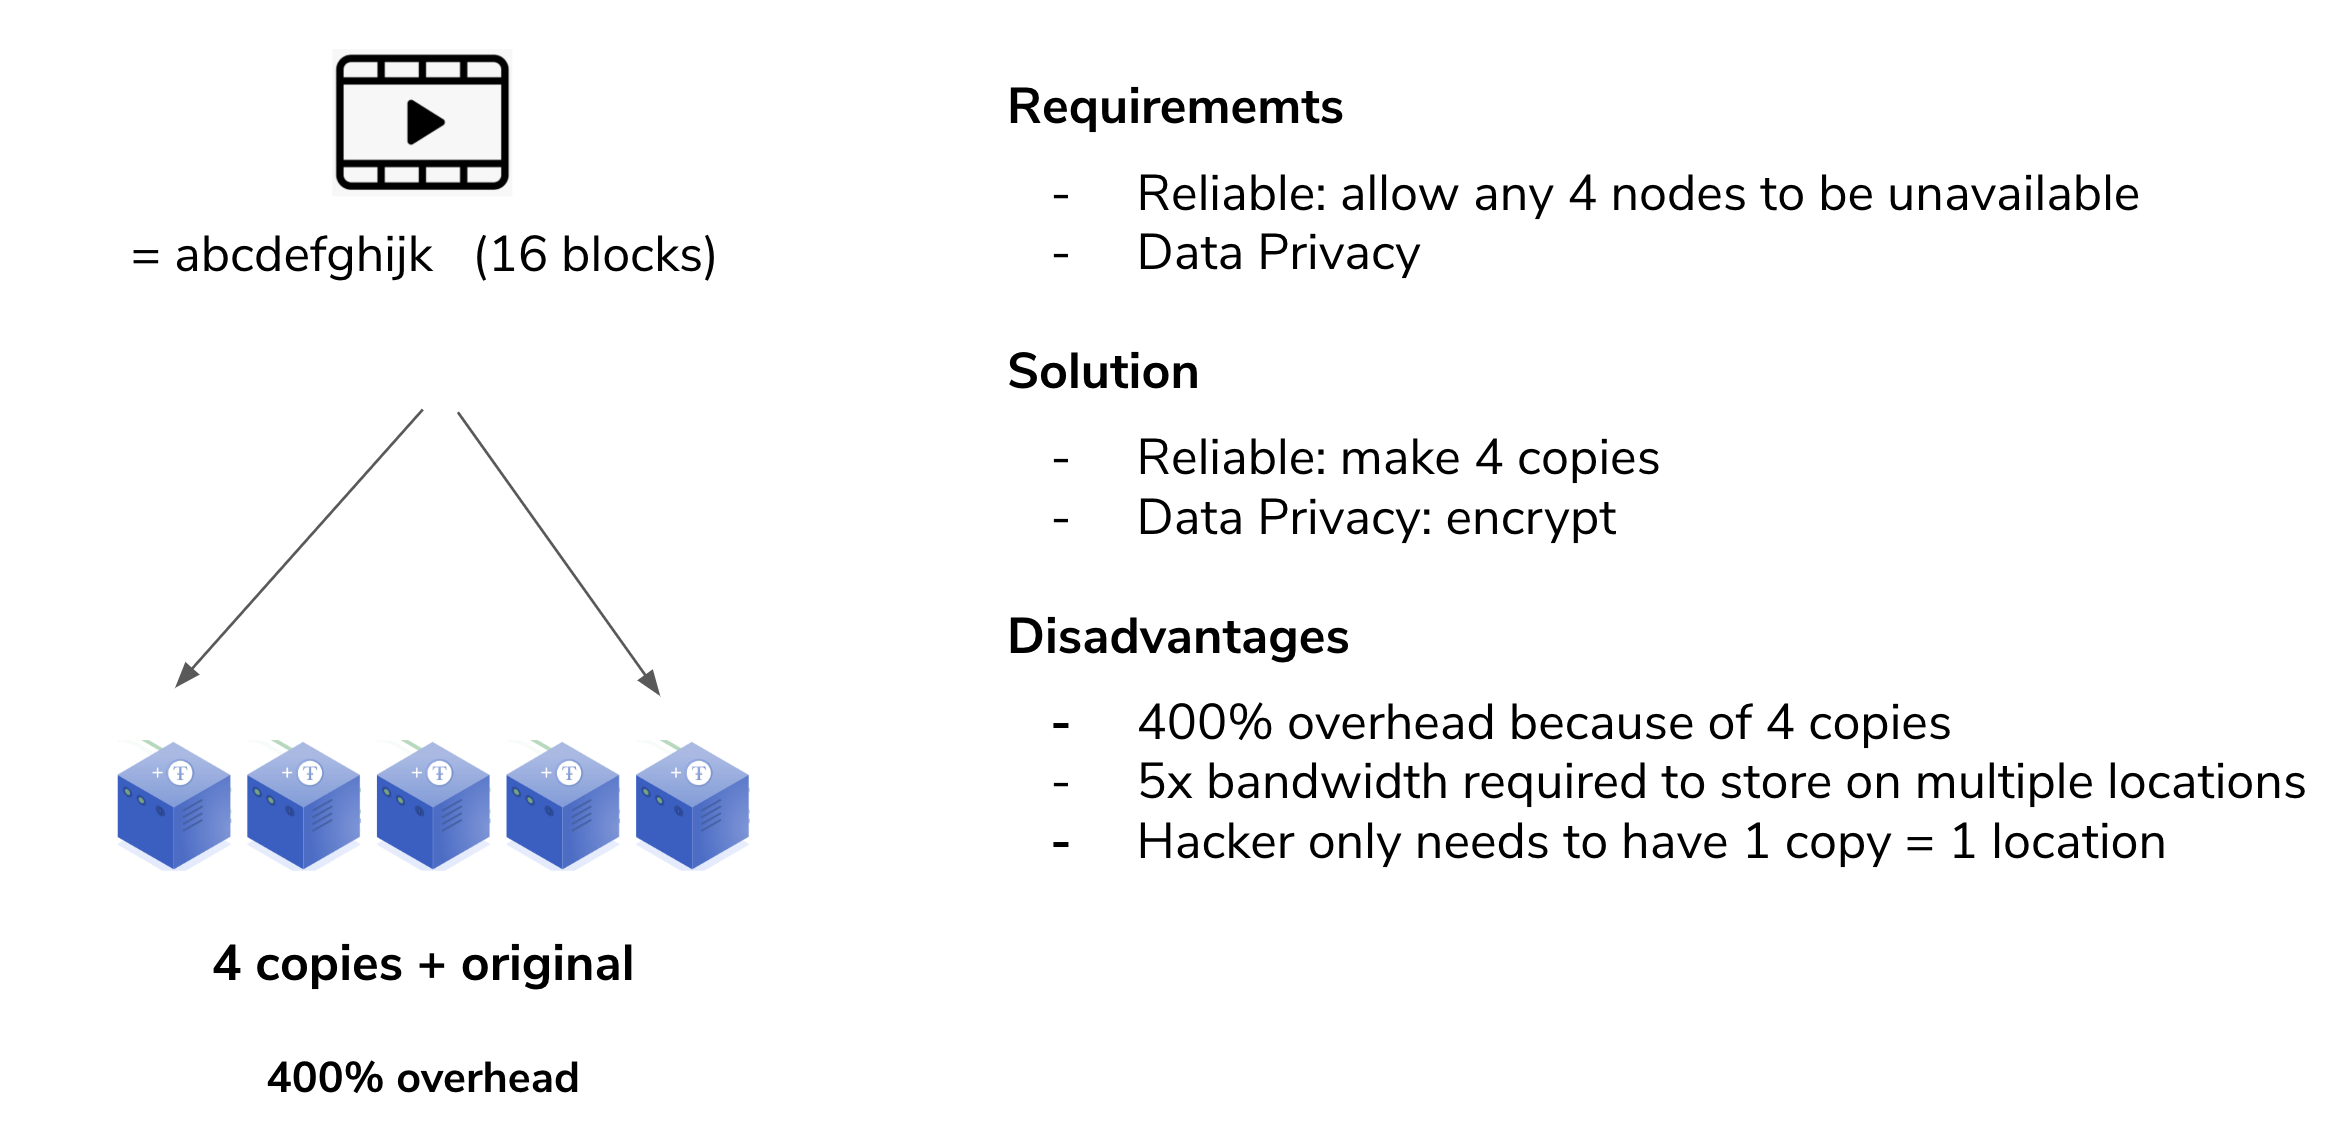 = abcdefghijk (16 blocks)
4 copies + original
400% overhead
Requirememts
- Reliable: allow any 4 nodes to be unavailable
- Data Privacy
Solution
- Reliable: make 4 copies
- Data Privacy: encrypt
Disadvantages
- 400% overhead because of 4 copies
- 5x bandwidth required to store on multiple locations
- Hacker only needs to have 1 copy = 1 location